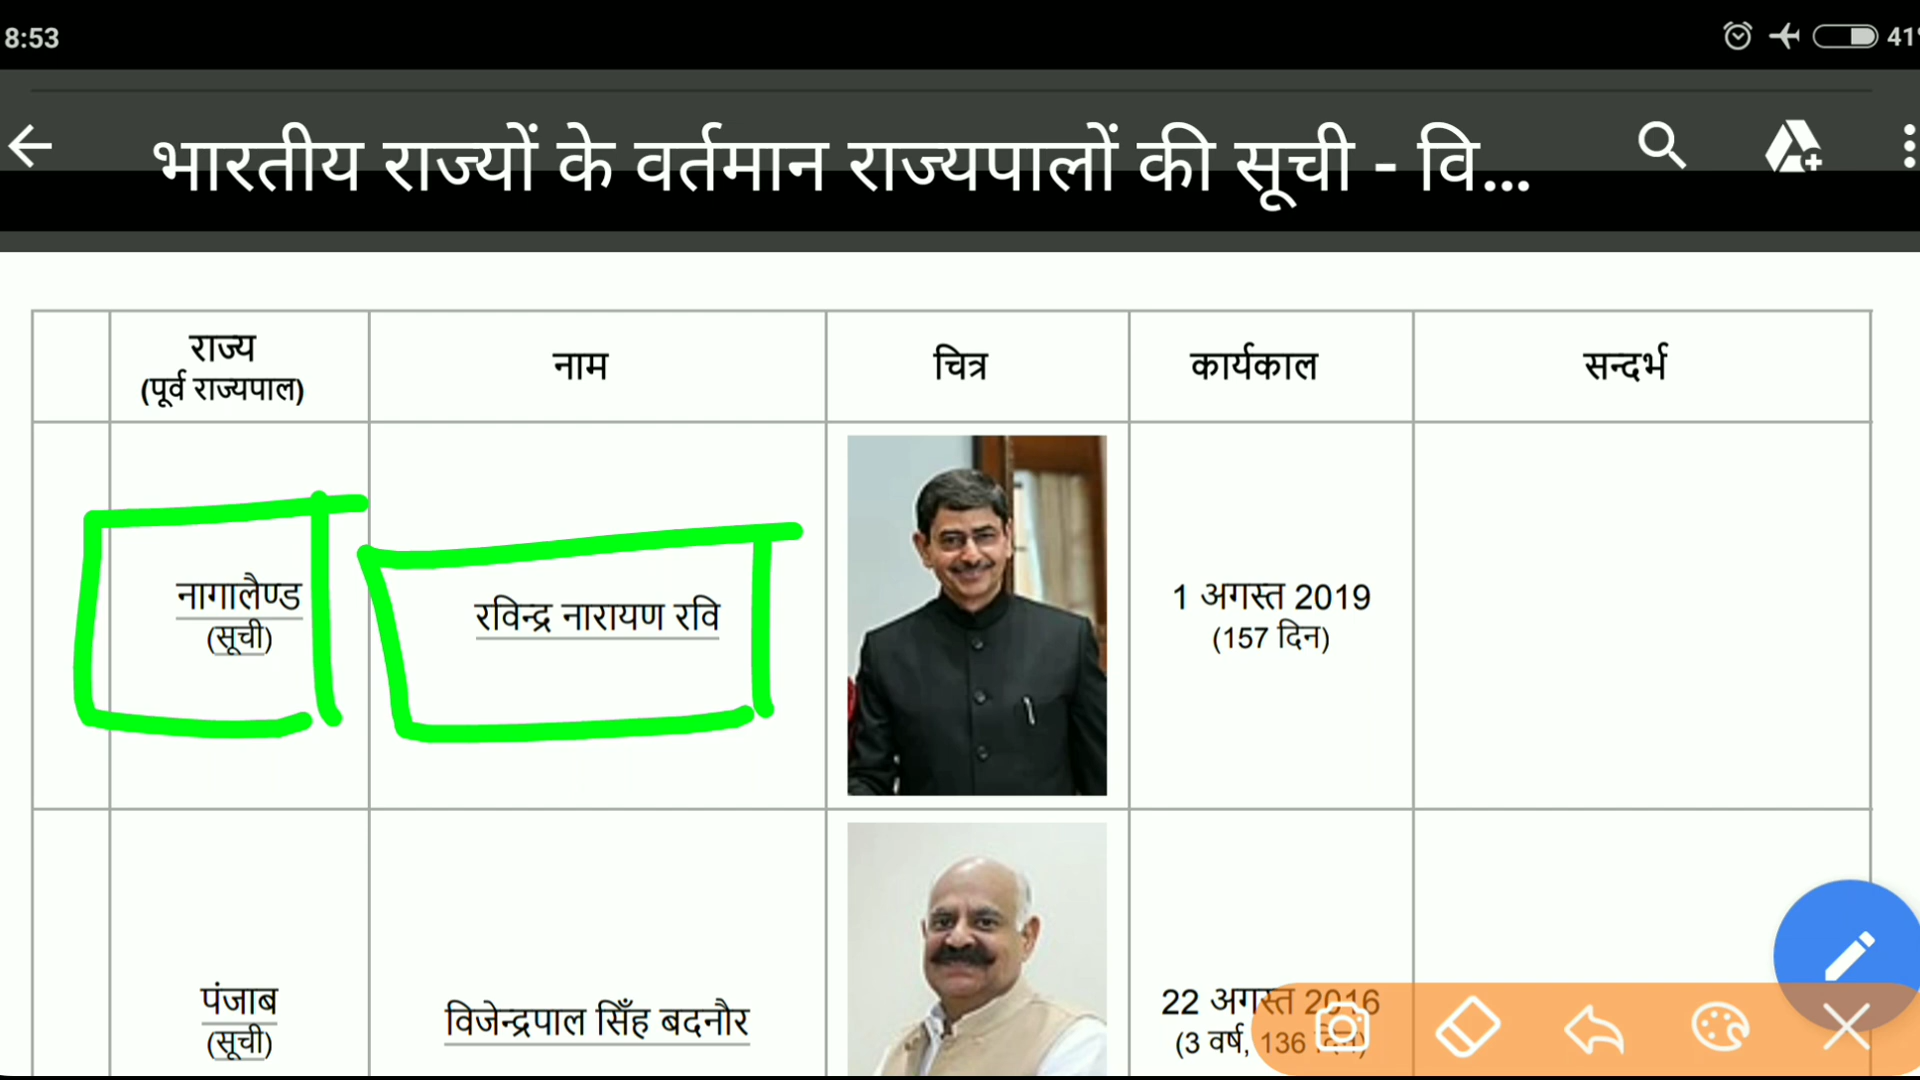 8:53
41%
भारतीय राज्यों के वर्तमान राज्यपालों की सूची - वि...
राज्य
(पूर्व राज्यपाल)
नाम
चित्र
कार्यकाल
सन्दर्भ
नागालैण्ड
(सूची)
रविन्द्र नारायण रवि
1 अगस्त 2019
(157 दिन)
पंजाब
(सूची)
विजेन्द्रपाल सिँह बदनौर
22 अगस्त 2016
(3 वर्ष, 136 दिन)